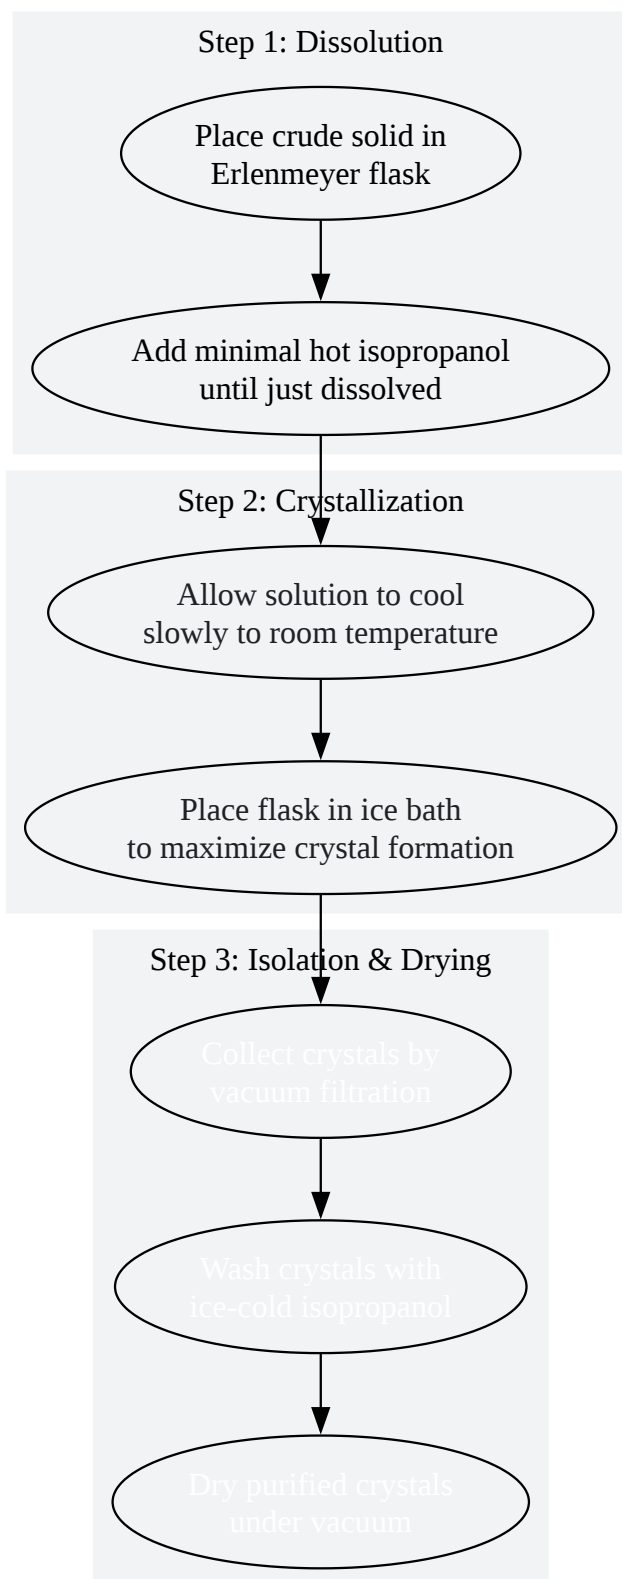 Step 1: Dissolution
Place crude solid in
Erlenmeyer flask
Add minimal hot isopropanol
until just dissolved
Step 2: Crystallization
Allow solution to cool
slowly to room temperature
Place flask in ice bath
to maximize crystal formation
Step 3: Isolation & Drying
Collect crystals by
vacuum filtration
Wash crystals with
ice-cold isopropanol
Dry purified crystals
under vacuum